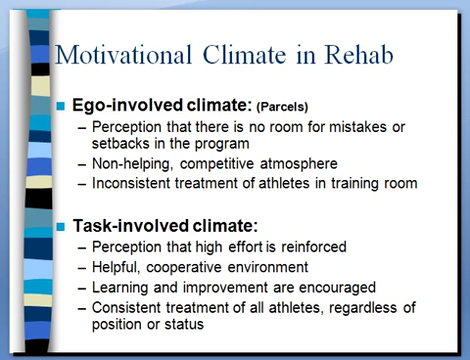 Motivational Climate in Rehab
Ego-involved climate: (Parcels)
– Perception that there is no room for mistakes or
setbacks in the program
– Non-helping, competitive atmosphere
– Inconsistent treatment of athletes in training room
Task-involved climate:
– Perception that high effort is reinforced
– Helpful, cooperative environment
– Learning and improvement are encouraged
– Consistent treatment of all athletes, regardless of
position or status